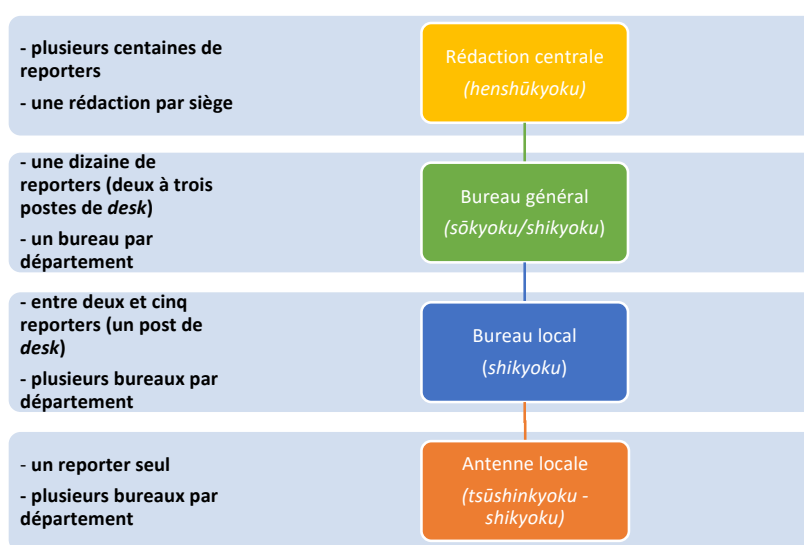 - plusieurs centaines de
reporters
- une rédaction par siège
Rédaction centrale
(henshūkyoku)
- une dizaine de
reporters (deux à trois
postes de desk)
- un bureau par
département
Bureau général
(sōkyoku/shikyoku)
- entre deux et cinq
reporters (un post de
desk)
- plusieurs bureaux par
département
Bureau local
(shikyoku)
- un reporter seul
- plusieurs bureaux par
département
Antenne locale
(tsūshinkyoku -
shikyoku)